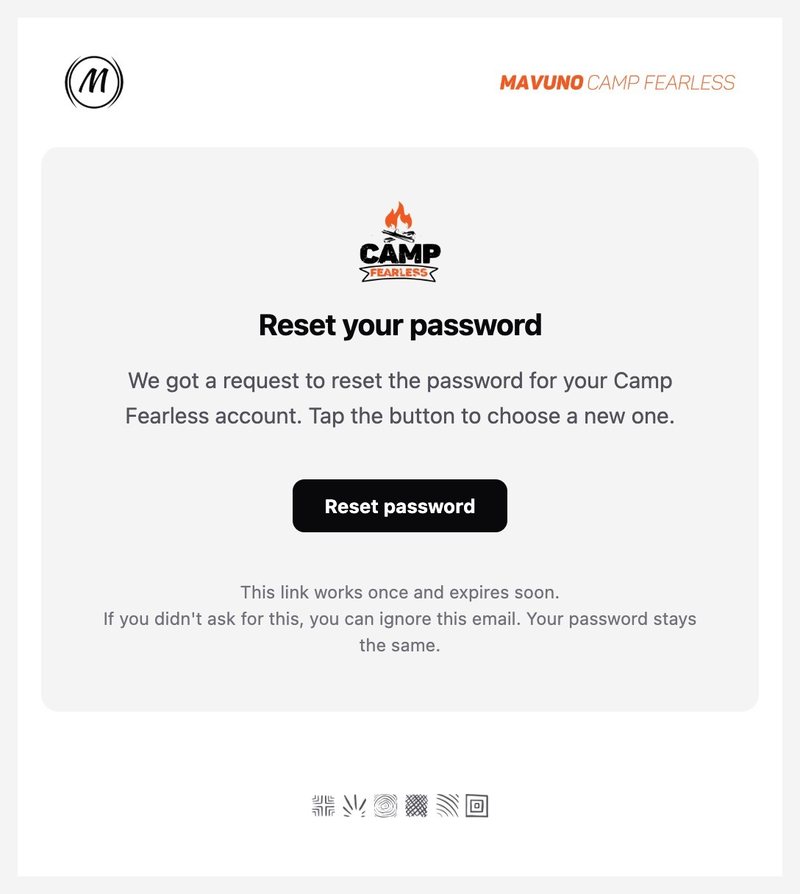 M
MAVUNO CAMP FEARLESS
CAMP
FEARLESS
Reset your password
We got a request to reset the password for your Camp
Fearless account. Tap the button to choose a new one.
Reset password
This link works once and expires soon.
If you didn't ask for this, you can ignore this email. Your password stays
the same.